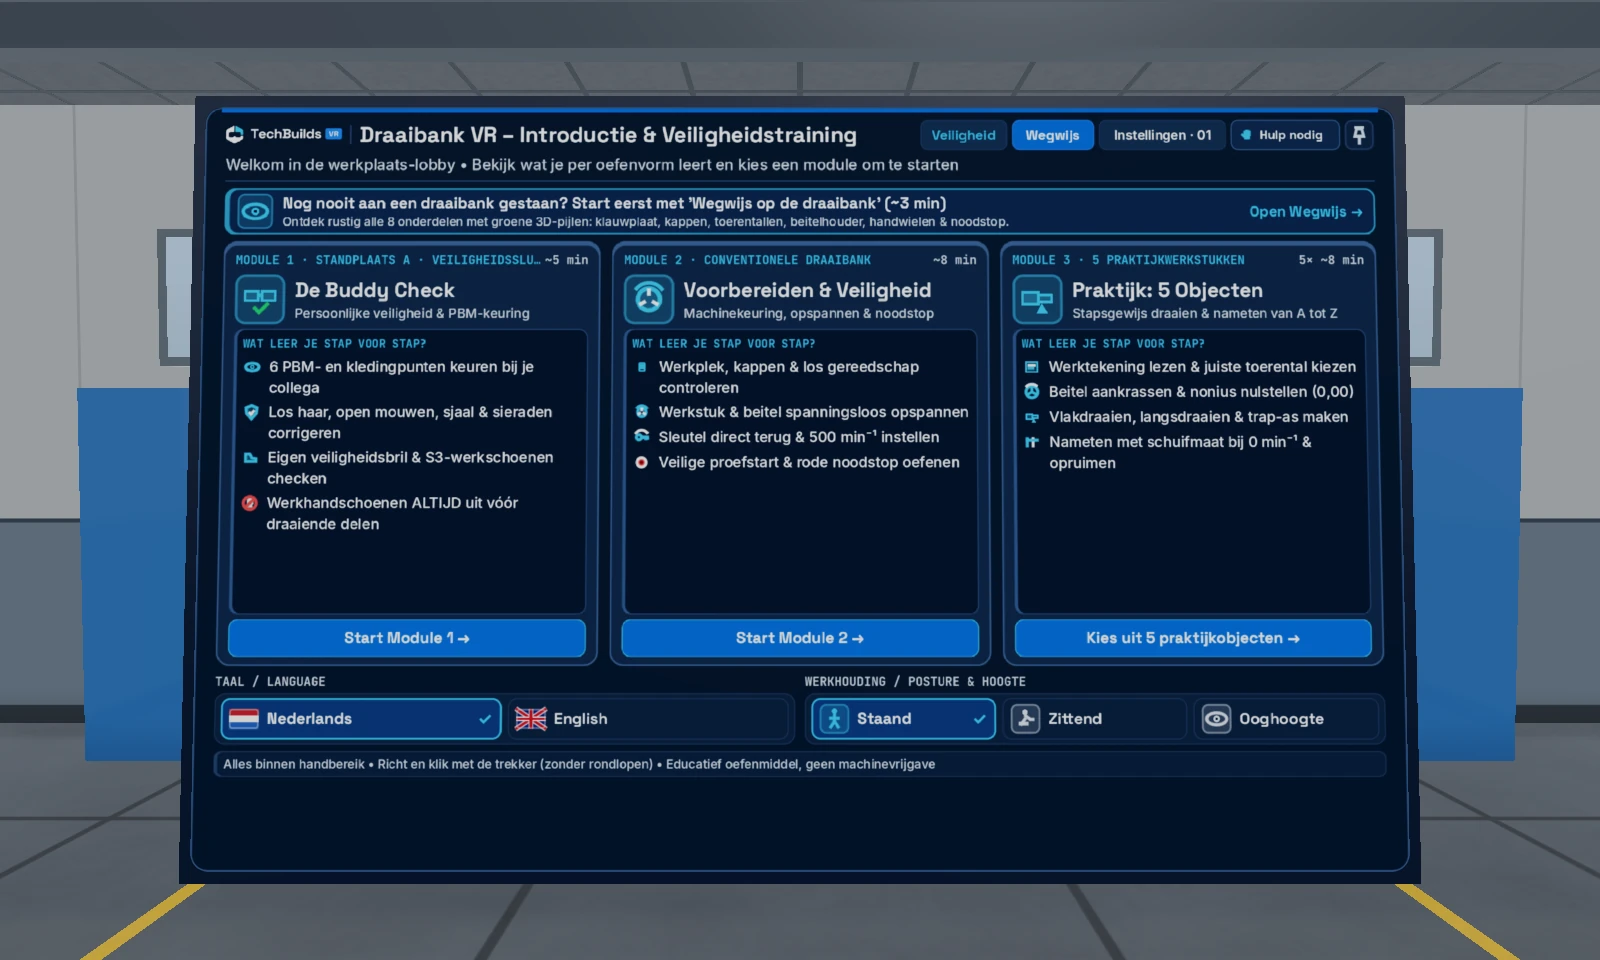 TechBuilds VR
Draaibank VR – Introductie & Veiligheidstraining
Veiligheid
Wegwijs
Instellingen · 01
Hulp nodig
Welkom in de werkplaats-lobby • Bekijk wat je per oefenvorm leert en kies een module om te starten
Nog nooit aan een draaibank gestaan? Start eerst met 'Wegwijs op de draaibank' (~3 min)
Ontdek rustig alle 8 onderdelen met groene 3D-pijlen: klauwplaat, kappen, toerentallen, beitelhouder, handwielen & noodstop.
Open Wegwijs →
MODULE 1 · STANDPLAATS A · VEILIGHEIDSSLU… ~5 min
De Buddy Check
Persoonlijke veiligheid & PBM-keuring
WAT LEER JE STAP VOOR STAP?
6 PBM- en kledingpunten keuren bij je
collega
Los haar, open mouwen, sjaal & sieraden
corrigeren
Eigen veiligheidsbril & S3-werkschoenen
checken
Werkhandschoenen ALTIJD uit vóór
draaiende delen
Start Module 1 →
MODULE 2 · CONVENTIONELE DRAAIBANK ~8 min
Voorbereiden & Veiligheid
Machinekeuring, opspannen & noodstop
WAT LEER JE STAP VOOR STAP?
Werkplek, kappen & los gereedschap
controleren
Werkstuk & beitel spanningsloos opspannen
Sleutel direct terug & 500 min⁻¹ instellen
Veilige proefstart & rode noodstop oefenen
Start Module 2 →
MODULE 3 · 5 PRAKTIJKWERKSTUKKEN 5× ~8 min
Praktijk: 5 Objecten
Stapsgewijs draaien & nameten van A tot Z
WAT LEER JE STAP VOOR STAP?
Werktekening lezen & juiste toerental kiezen
Beitel aankrassen & nonius nulstellen (0,00)
Vlakdraaien, langsdraaien & trap-as maken
Nameten met schuifmaat bij 0 min⁻¹ &
opruimen
Kies uit 5 praktijkobjecten →
TAAL / LANGUAGE
Nederlands
English
WERKHOUDING / POSTURE & HOOGTE
Staand
Zittend
Ooghoogte
Alles binnen handbereik • Richt en klik met de trekker (zonder rondlopen) • Educatief oefenmiddel, geen machinevrijgave